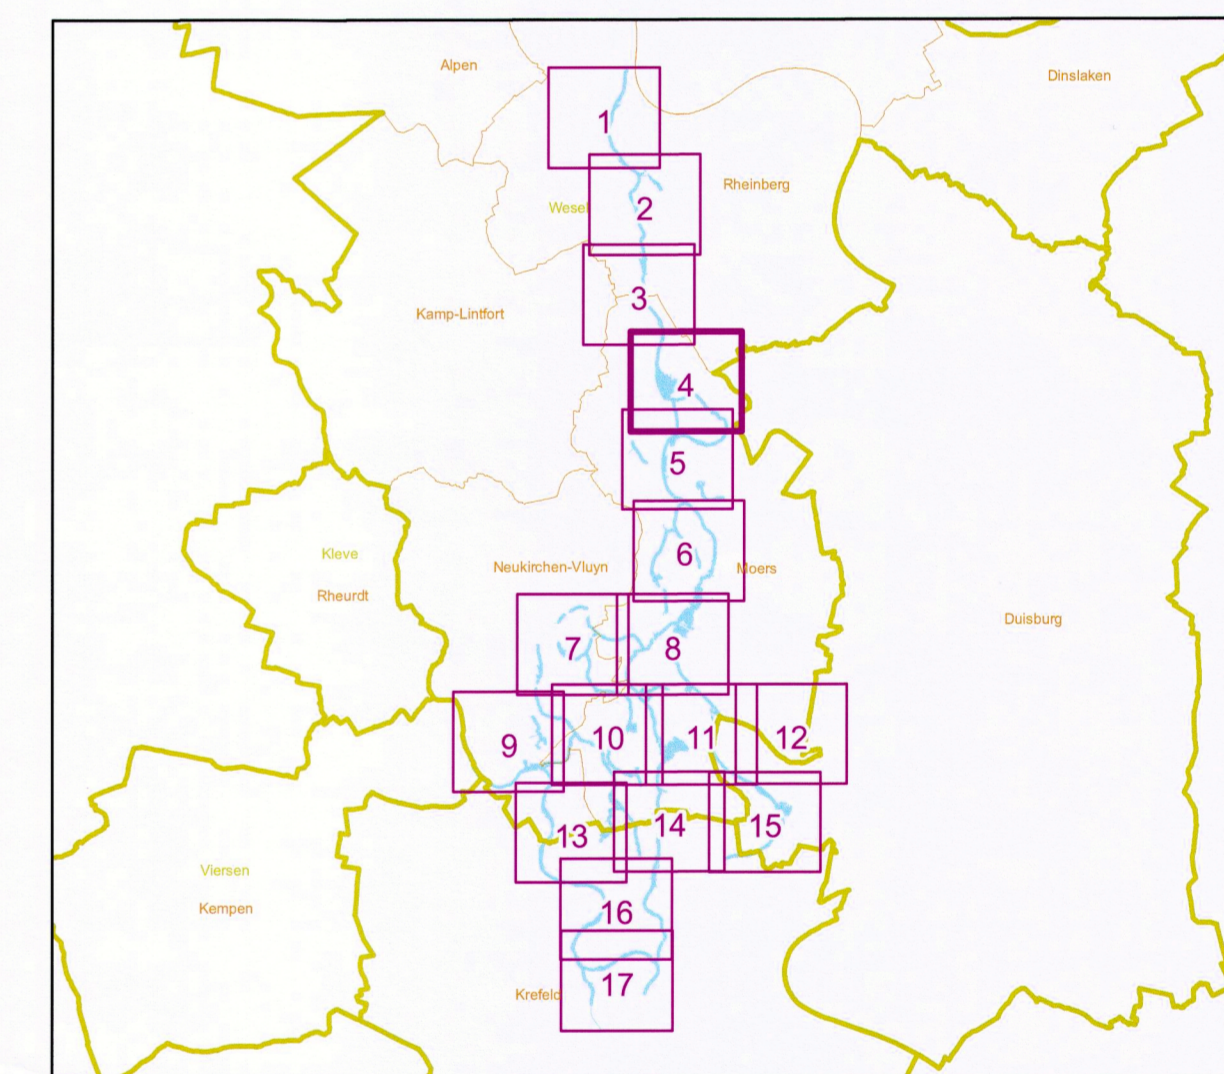 Alpen
Dinslaken
1
Rheinberg
Wesel
2
3
Kamp-Lintfort
4
5
Kleve
6
Neukirchen-Vluyn
Moers
Rheurdt
Duisburg
7
8
9
10
11
12
13
14
15
Viersen
Kempen
16
17
Krefeld